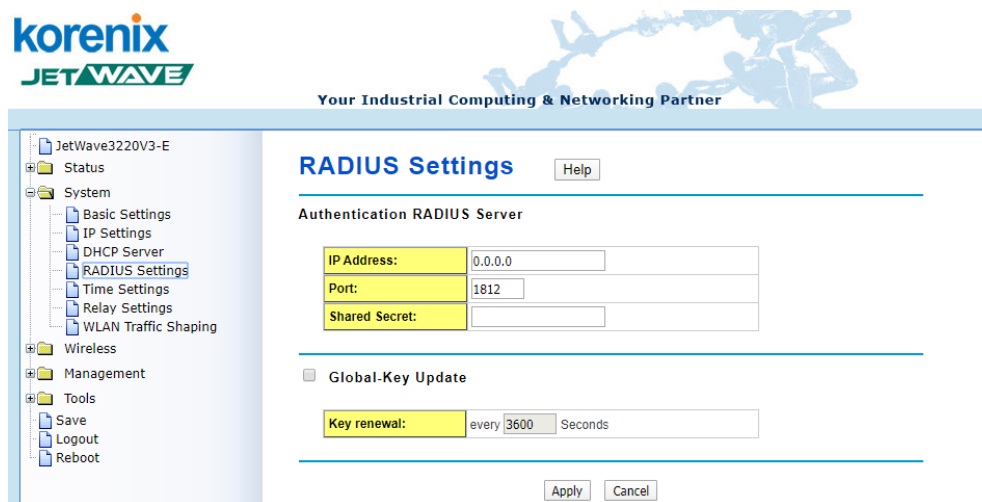 korenix
JETWAVE
Your Industrial Computing & Networking Partner
JetWave3220V3-E
Status
System
Basic Settings
IP Settings
DHCP Server
RADIUS Settings
Time Settings
Relay Settings
WLAN Traffic Shaping
Wireless
Management
Tools
Save
Logout
Reboot
RADIUS Settings Help
Authentication RADIUS Server
IP Address: 0.0.0.0
Port: 1812
Shared Secret:
Global-Key Update
Key renewal: every 3600 Seconds
Apply Cancel